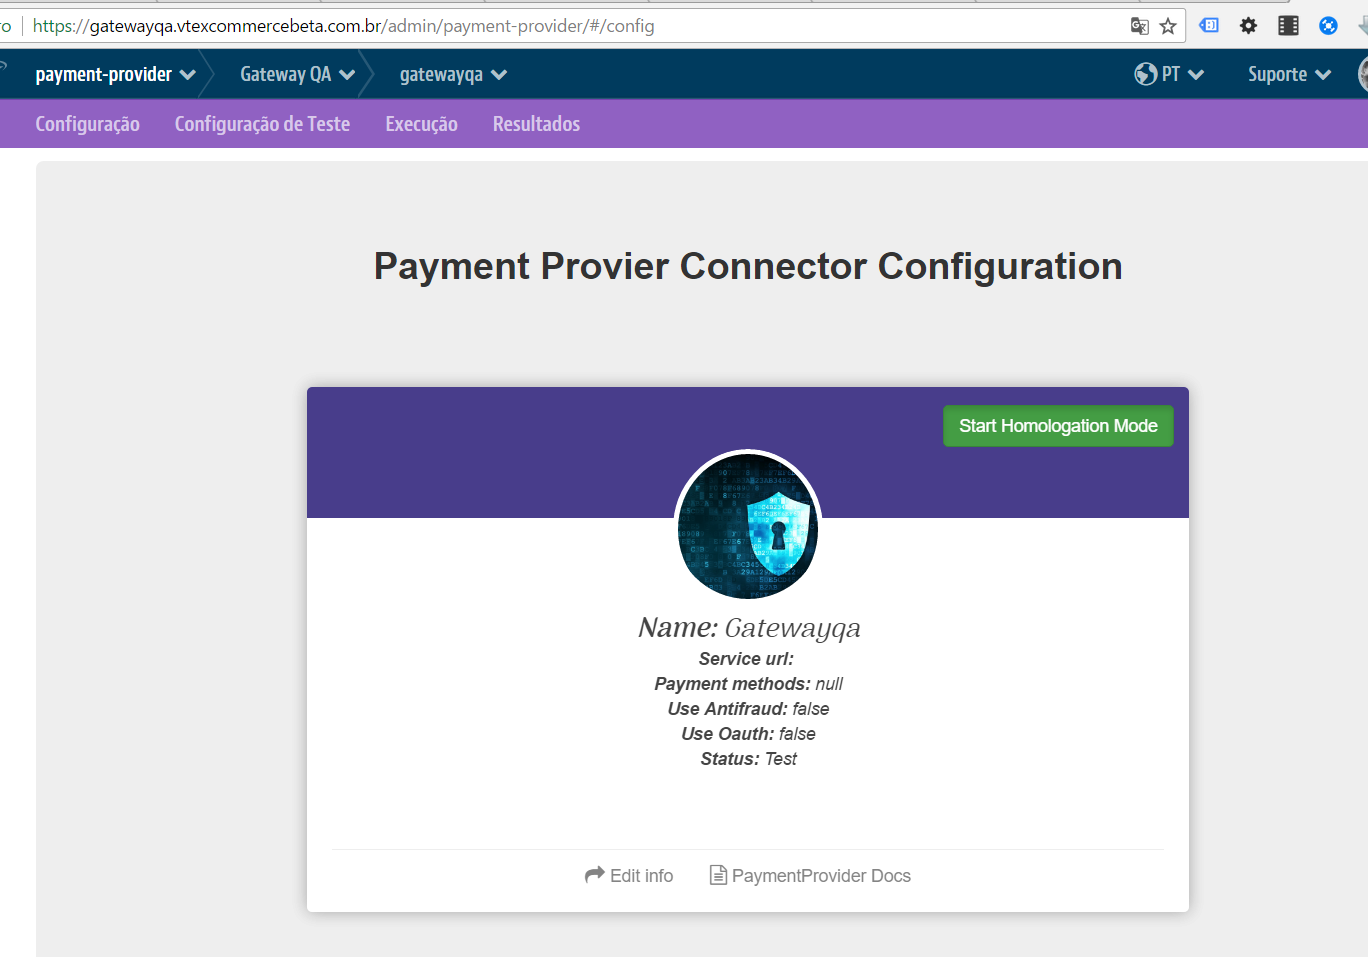 https://gatewayqa.vtexcommercebeta.com.br/admin/payment-provider/#/config
payment-provider Gateway QA gatewayqa PT Suporte
Configuração Configuração de Teste Execução Resultados
Payment Provier Connector Configuration
Start Homologation Mode
Name: Gatewayqa
Service url:
Payment methods: null
Use Antifraud: false
Use Oauth: false
Status: Test
Edit info PaymentProvider Docs